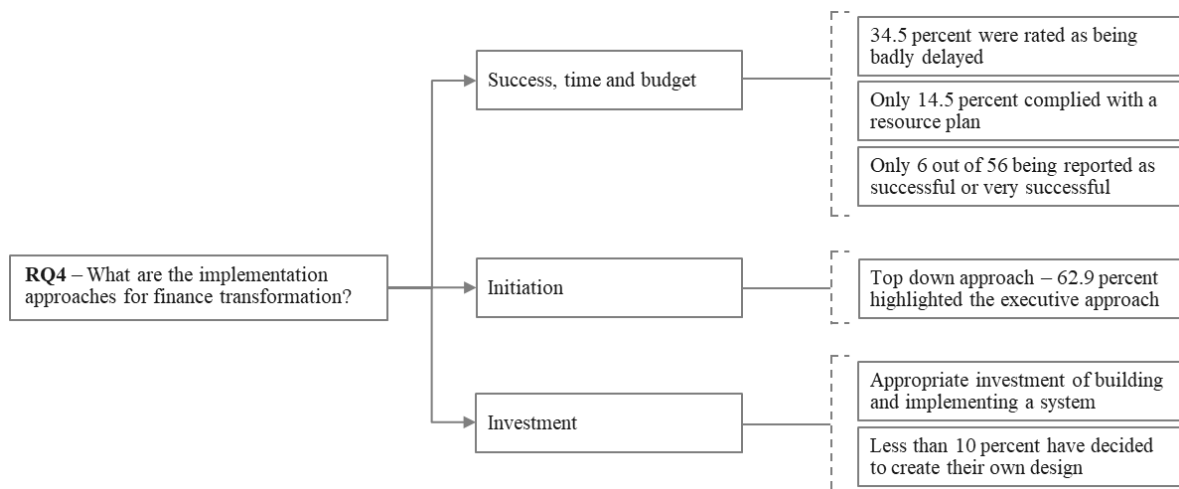 RQ4 – What are the implementation
approaches for finance transformation?
Success, time and budget
34.5 percent were rated as being
badly delayed
Only 14.5 percent complied with a
resource plan
Only 6 out of 56 being reported as
successful or very successful
Initiation
Top down approach – 62.9 percent
highlighted the executive approach
Investment
Appropriate investment of building
and implementing a system
Less than 10 percent have decided
to create their own design